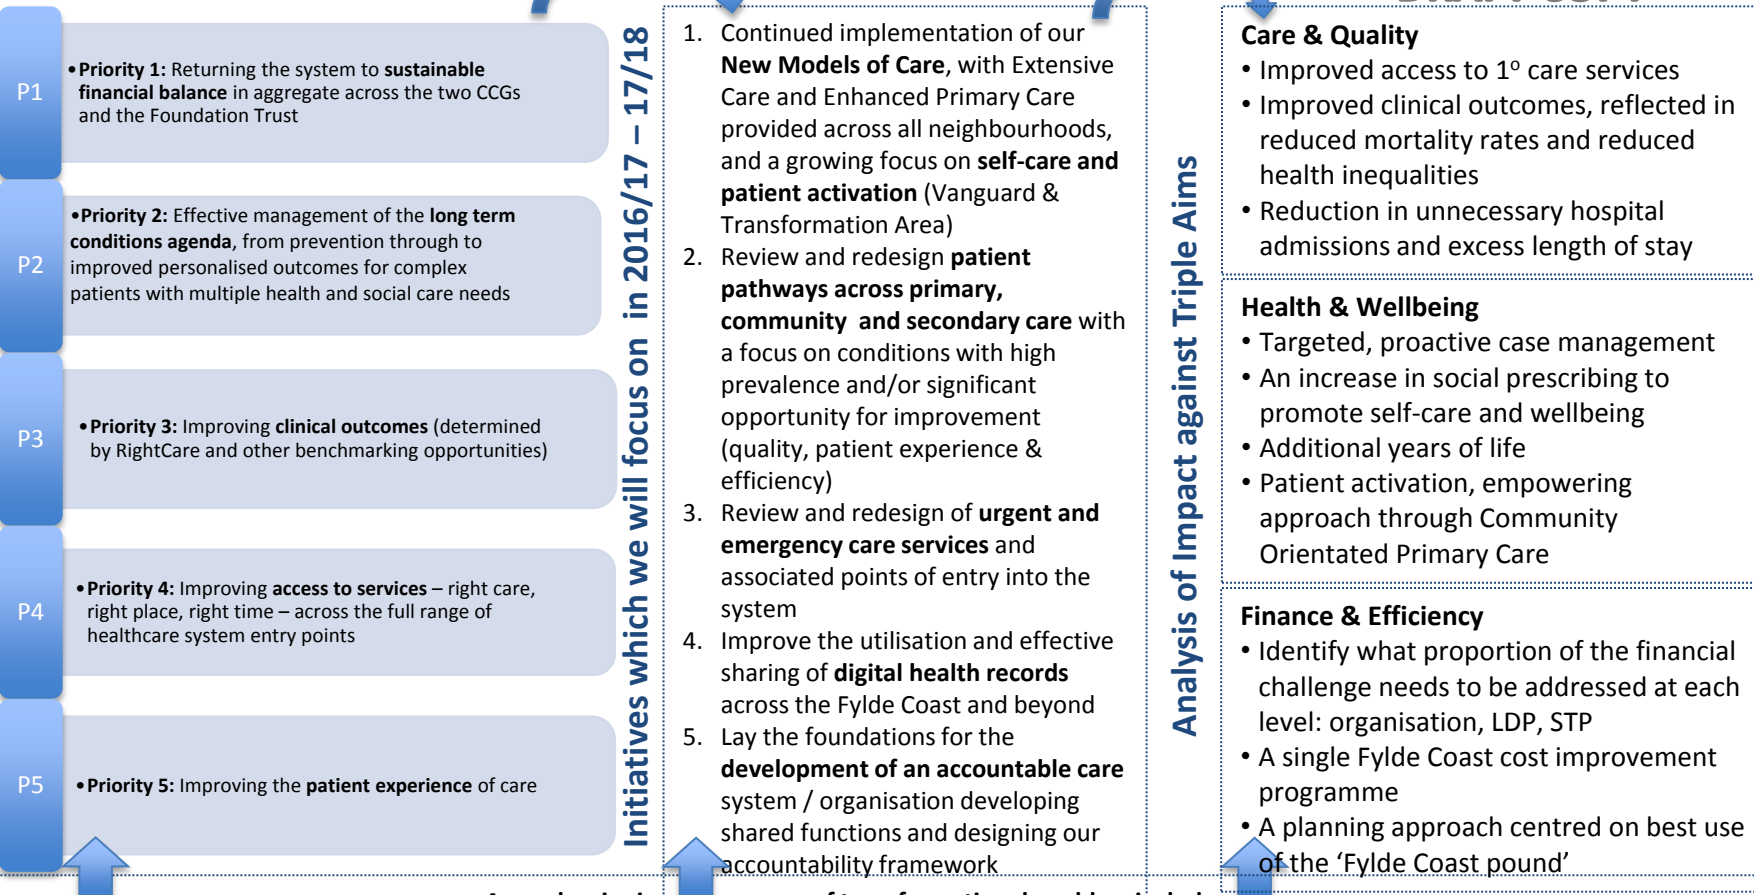 P1
•Priority 1: Returning the system to sustainable
financial balance in aggregate across the two CCGs
and the Foundation Trust
P2
•Priority 2: Effective management of the long term
conditions agenda, from prevention through to
improved personalised outcomes for complex
patients with multiple health and social care needs
P3
•Priority 3: Improving clinical outcomes (determined
by RightCare and other benchmarking opportunities)
P4
•Priority 4: Improving access to services – right care,
right place, right time – across the full range of
healthcare system entry points
P5
•Priority 5: Improving the patient experience of care
Initiatives which we will focus on in 2016/17 – 17/18
1. Continued implementation of our
New Models of Care, with Extensive
Care and Enhanced Primary Care
provided across all neighbourhoods,
and a growing focus on self-care and
patient activation (Vanguard &
Transformation Area)
2. Review and redesign patient
pathways across primary,
community and secondary care with
a focus on conditions with high
prevalence and/or significant
opportunity for improvement
(quality, patient experience &
efficiency)
3. Review and redesign of urgent and
emergency care services and
associated points of entry into the
system
4. Improve the utilisation and effective
sharing of digital health records
across the Fylde Coast and beyond
5. Lay the foundations for the
development of an accountable care
system / organisation developing
shared functions and designing our
accountability framework
Analysis of Impact against Triple Aims
Care & Quality
• Improved access to 1º care services
• Improved clinical outcomes, reflected in
reduced mortality rates and reduced
health inequalities
• Reduction in unnecessary hospital
admissions and excess length of stay
Health & Wellbeing
• Targeted, proactive case management
• An increase in social prescribing to
promote self-care and wellbeing
• Additional years of life
• Patient activation, empowering
approach through Community
Orientated Primary Care
Finance & Efficiency
• Identify what proportion of the financial
challenge needs to be addressed at each
level: organisation, LDP, STP
• A single Fylde Coast cost improvement
programme
• A planning approach centred on best use
of the ‘Fylde Coast pound’